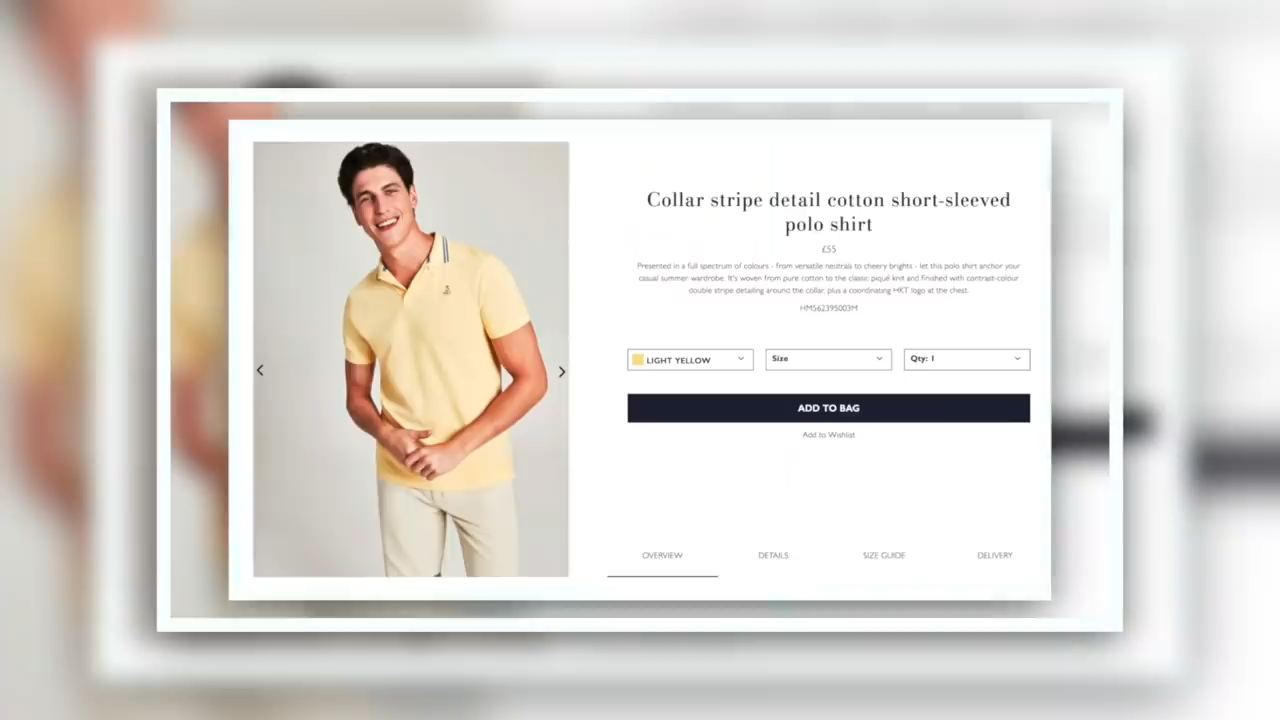 Collar stripe detail cotton short-sleeved
polo shirt
£55
Presented in a full spectrum of colours - from versatile neutrals to cheery brights - let this polo shirt anchor your
casual summer wardrobe. It's woven from pure cotton to the classic piqué knit and finished with contrast-colour
double stripe detailing around the collar, plus a coordinating HKT logo at the chest.
HM562395003M
LIGHT YELLOW Size Qty: 1
ADD TO BAG
Add to Wishlist
OVERVIEW DETAILS SIZE GUIDE DELIVERY